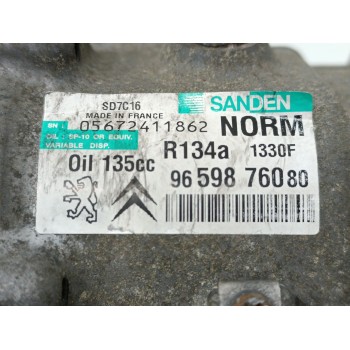 SD7C16
MADE IN FRANCE
SANDEN
SN :
05672411862
NORM
OIL : SP-10 OR EQUIV.
VARIABLE DISP.
Oil 135cc
R134a
1330F
96 598 760 80